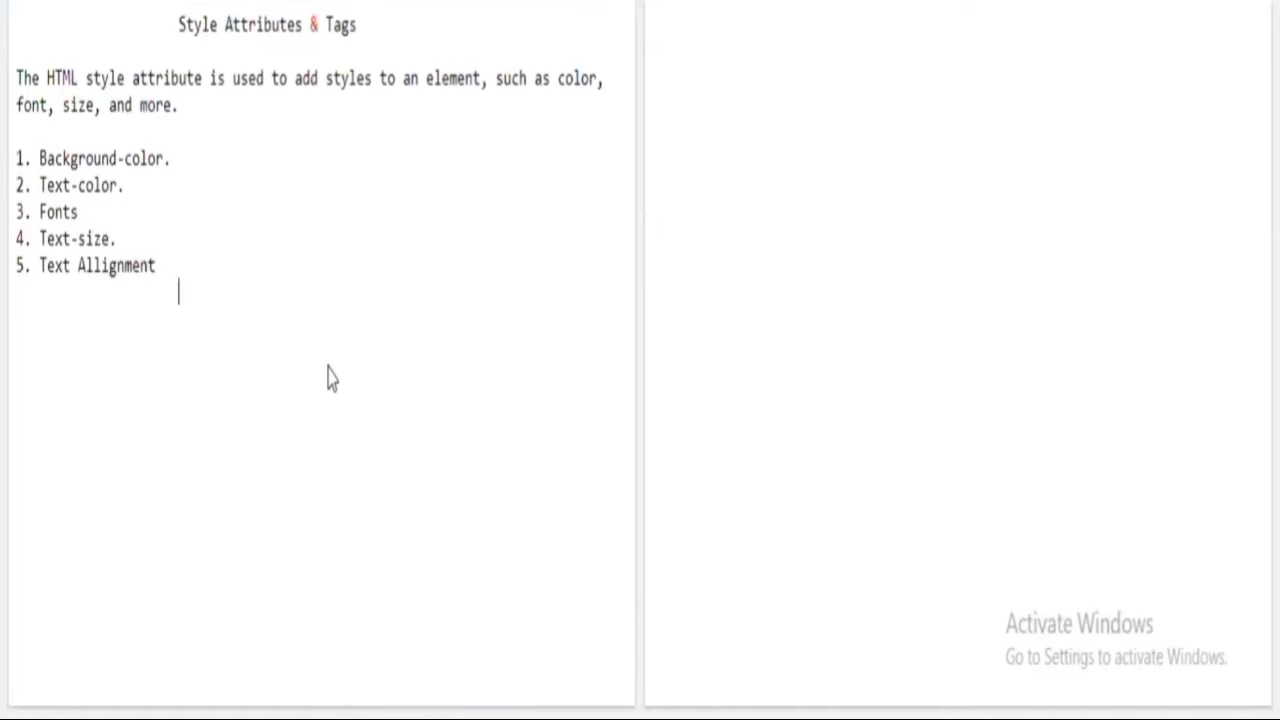 Style Attributes & Tags
The HTML style attribute is used to add styles to an element, such as color,
font, size, and more.
1. Background-color.
2. Text-color.
3. Fonts
4. Text-size.
5. Text Allignment
Activate Windows
Go to Settings to activate Windows.